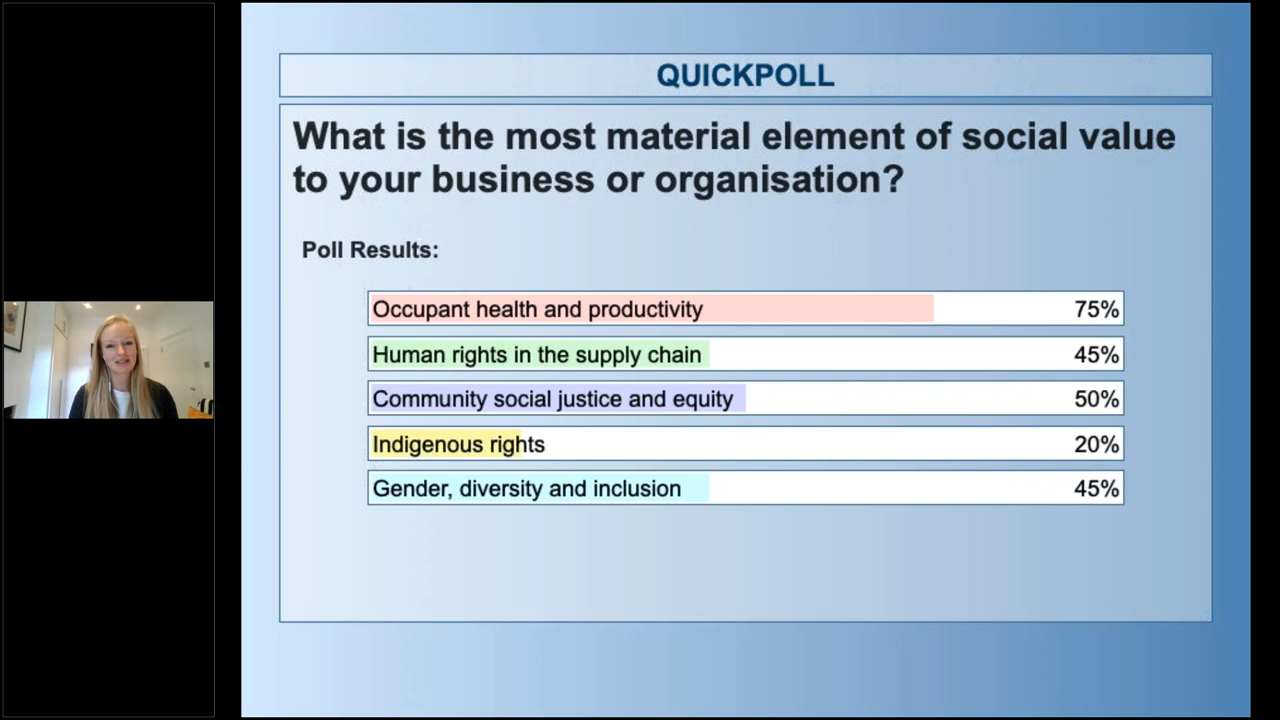 QUICKPOLL
What is the most material element of social value
to your business or organisation?
Poll Results:
Occupant health and productivity 75%
Human rights in the supply chain 45%
Community social justice and equity 50%
Indigenous rights 20%
Gender, diversity and inclusion 45%